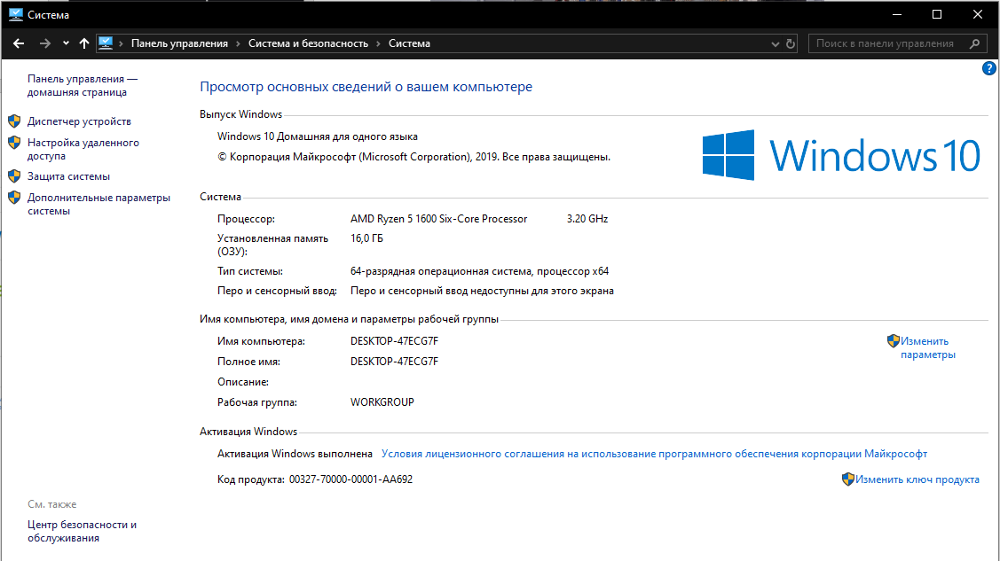 Система
Панель управления › Система и безопасность › Система
Поиск в панели управления
?
Панель управления —
домашняя страница
Диспетчер устройств
Настройка удаленного
доступа
Защита системы
Дополнительные параметры
системы
Просмотр основных сведений о вашем компьютере
Выпуск Windows
Windows 10 Домашняя для одного языка
© Корпорация Майкрософт (Microsoft Corporation), 2019. Все права защищены.
Windows 10
Система
Процессор: AMD Ryzen 5 1600 Six-Core Processor 3.20 GHz
Установленная память 16,0 ГБ
(ОЗУ):
Тип системы: 64-разрядная операционная система, процессор x64
Перо и сенсорный ввод: Перо и сенсорный ввод недоступны для этого экрана
Имя компьютера, имя домена и параметры рабочей группы
Имя компьютера: DESKTOP-47ECG7F
Изменить
параметры
Полное имя: DESKTOP-47ECG7F
Описание:
Рабочая группа: WORKGROUP
Активация Windows
Активация Windows выполнена Условия лицензионного соглашения на использование программного обеспечения корпорации Майкрософт
Код продукта: 00327-70000-00001-AA692 Изменить ключ продукта
См. также
Центр безопасности и
обслуживания